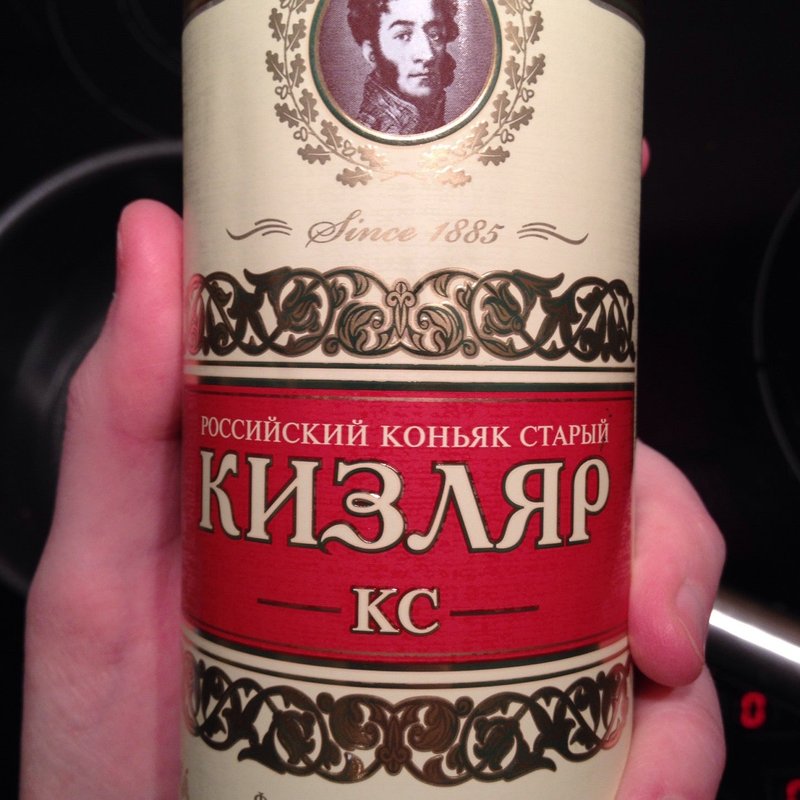 Since 1885
РОССИЙСКИЙ КОНЬЯК СТАРЫЙ
КИЗЛЯР
КС